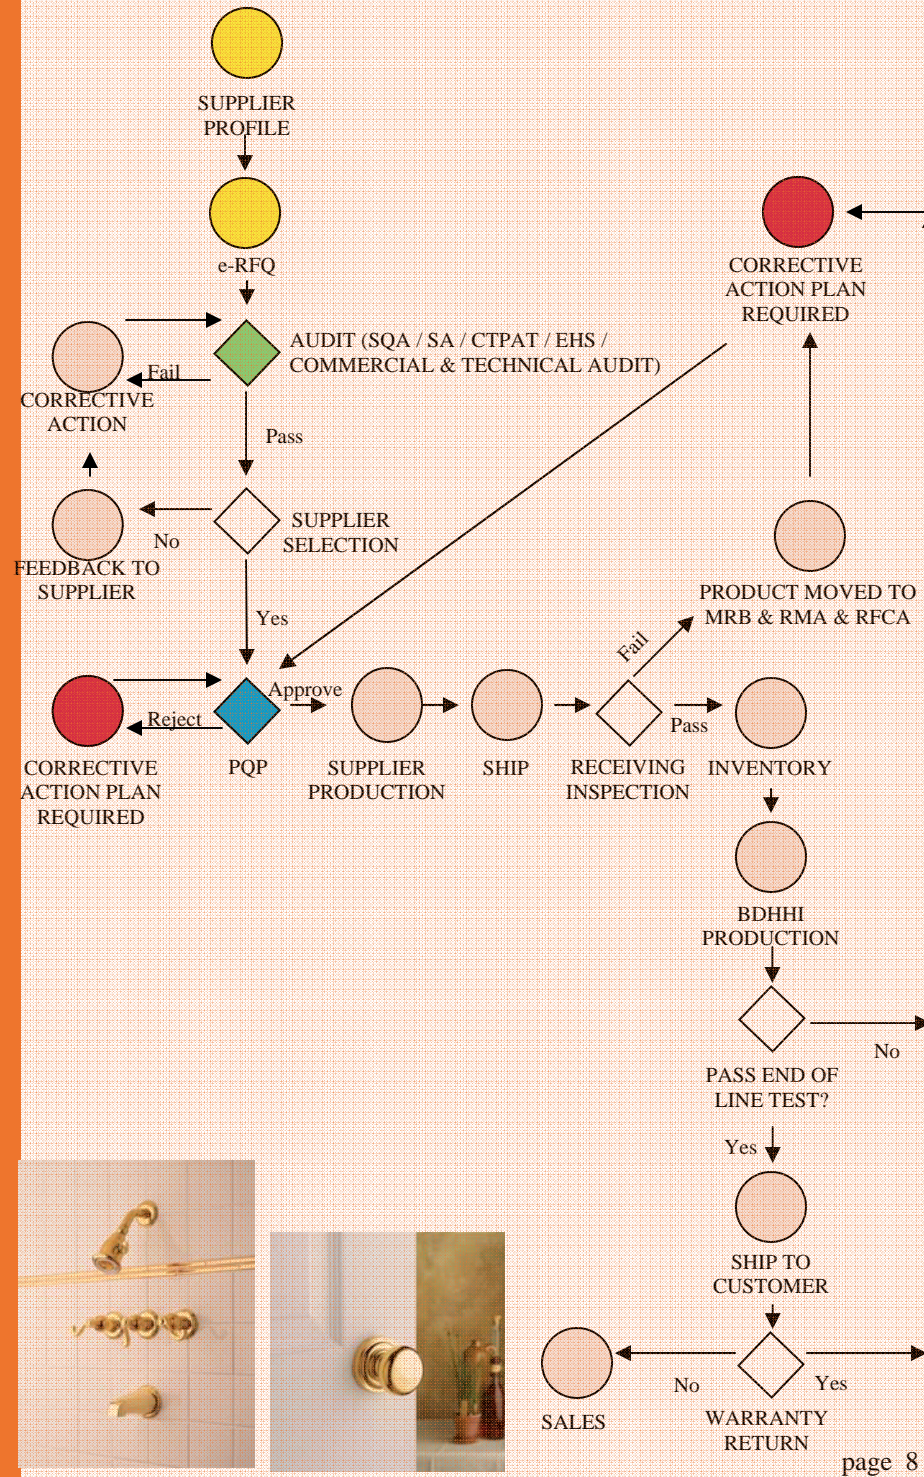 SUPPLIER
PROFILE
e-RFQ
CORRECTIVE
ACTION PLAN
REQUIRED
AUDIT (SQA / SA / CTPAT / EHS /
COMMERCIAL & TECHNICAL AUDIT)
Fail
CORRECTIVE
ACTION
Pass
SUPPLIER
SELECTION
No
FEEDBACK TO
SUPPLIER
Yes
PRODUCT MOVED TO
MRB & RMA & RFCA
Fail
Approve
Reject
Pass
CORRECTIVE
ACTION PLAN
REQUIRED
PQP
SUPPLIER
PRODUCTION
SHIP
RECEIVING
INSPECTION
INVENTORY
BDHHI
PRODUCTION
No
PASS END OF
LINE TEST?
Yes
SHIP TO
CUSTOMER
No
Yes
SALES
WARRANTY
RETURN
page 8